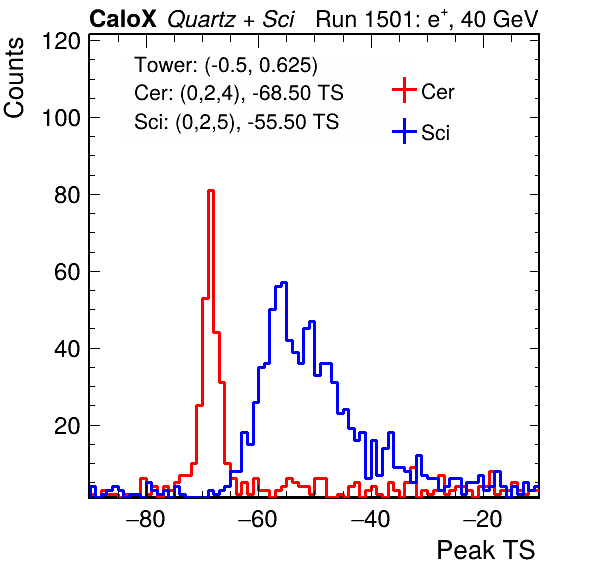 CaloX Quartz + Sci Run 1501: e⁺, 40 GeV
Counts
120
100
80
60
40
20
Tower: (-0.5, 0.625)
Cer: (0,2,4), -68.50 TS
Sci: (0,2,5), -55.50 TS
Cer
Sci
−80 −60 −40 −20
Peak TS